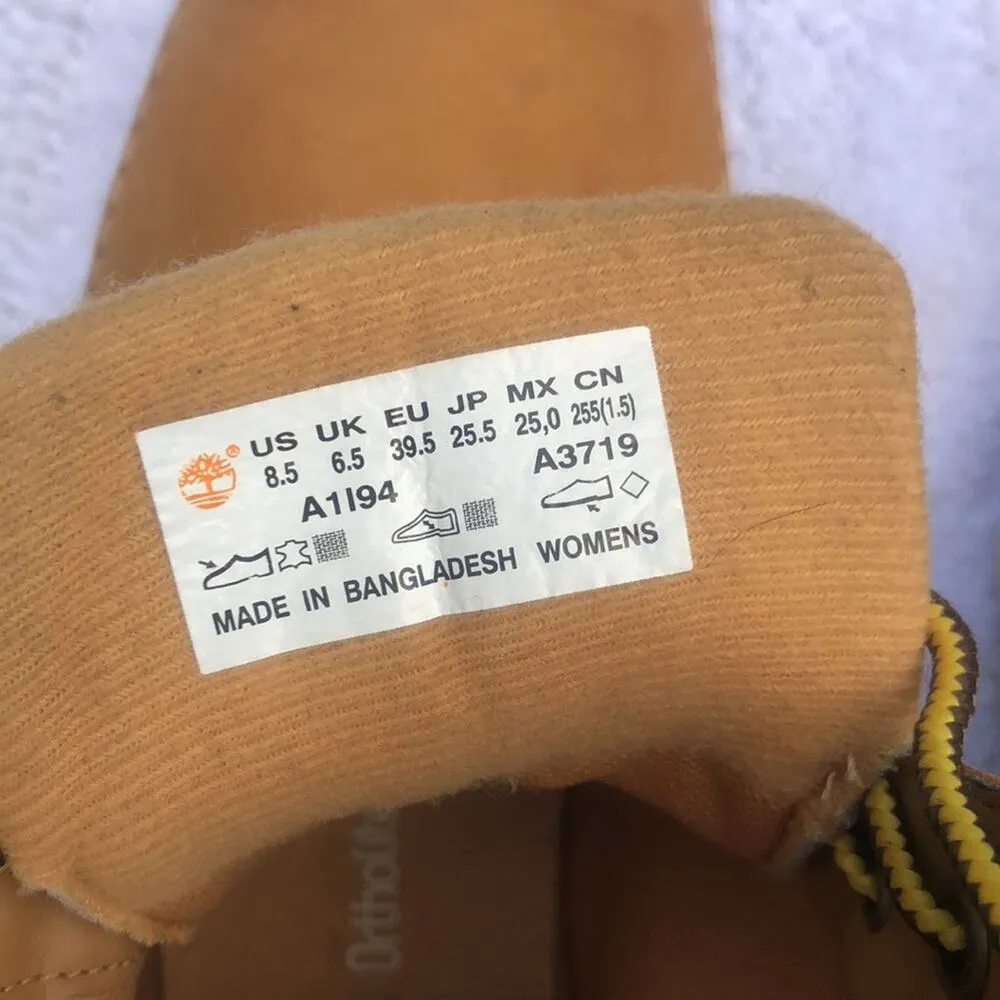 US UK EU JP MX CN
8.5 6.5 39.5 25.5 25,0 255(1.5)
A1I94 A3719
MADE IN BANGLADESH WOMENS